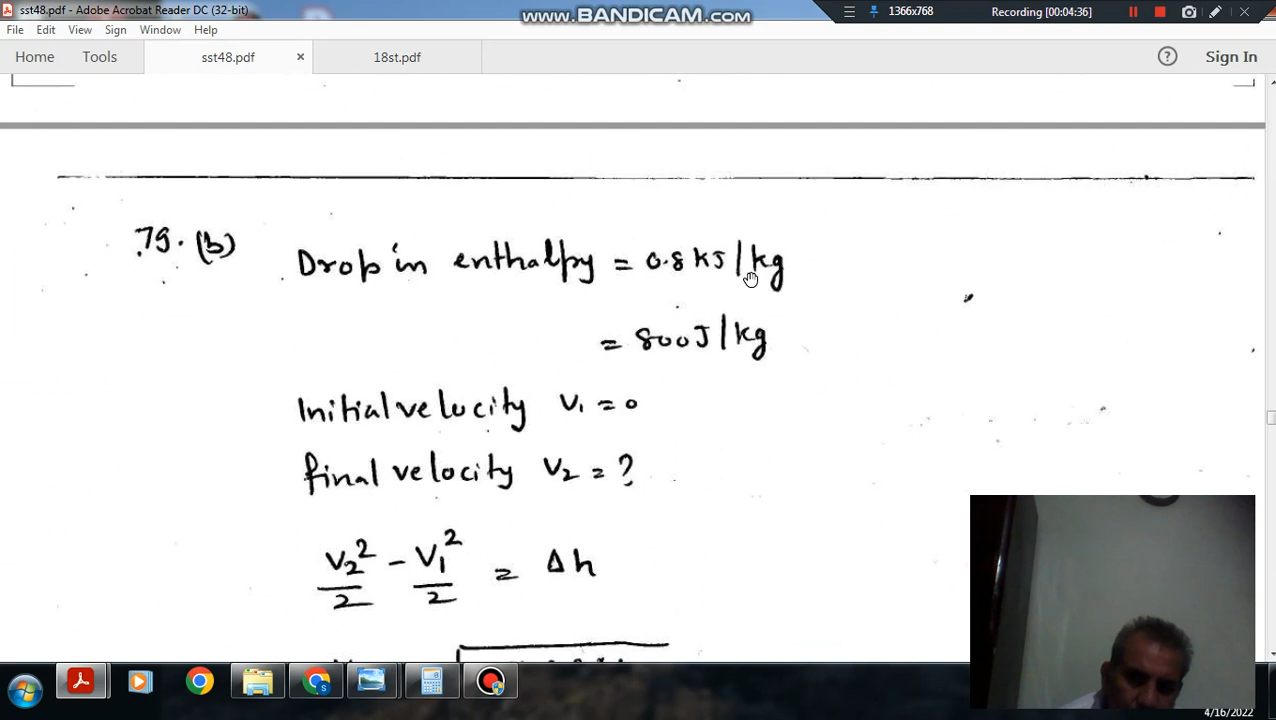 sst48.pdf - Adobe Acrobat Reader DC (32-bit)
www.BANDICAM.com
1366x768
Recording [00:04:36]
File Edit View Sign Window Help
Home Tools sst48.pdf × 18st.pdf ? Sign In
79. (b) Drop in enthalpy = 0.8 KJ/kg
= 800J/kg
Initial velocity V₁ = 0
final velocity V₂ = ?
V₂²/2 - V₁²/2 = Δh
4/16/2022